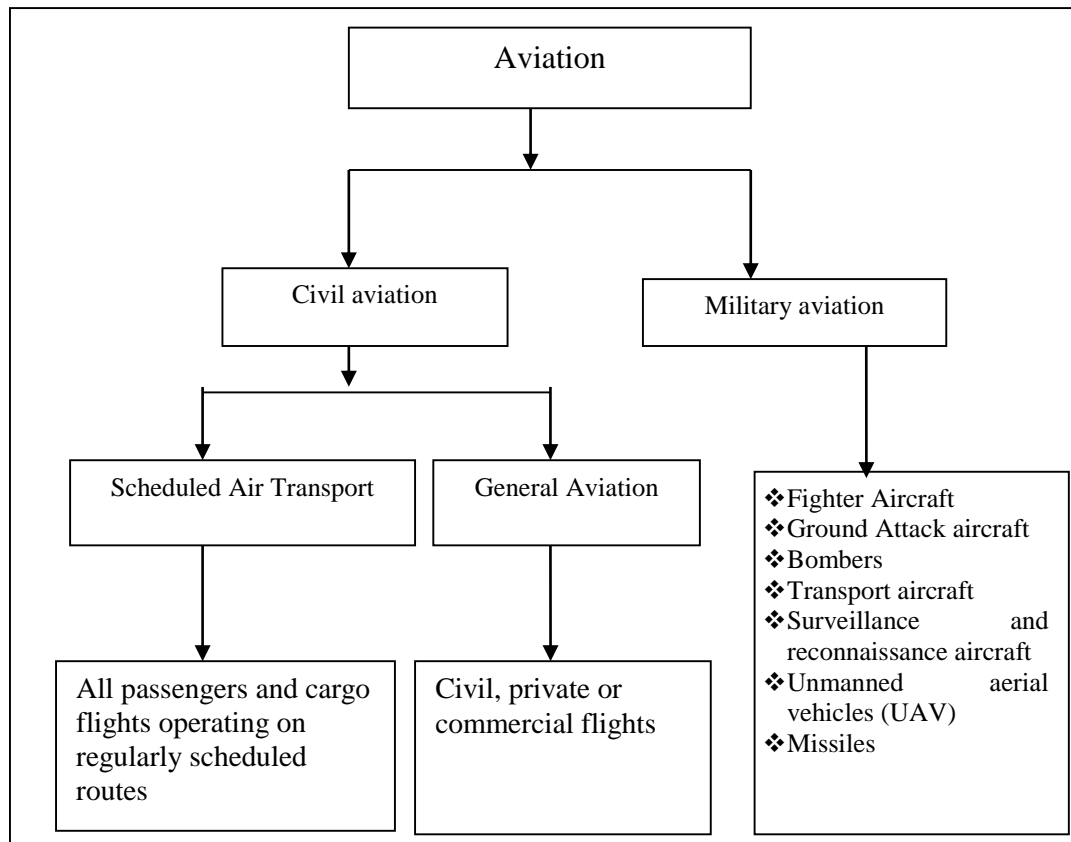 Aviation
Civil aviation
Military aviation
Scheduled Air Transport
General Aviation
All passengers and cargo
flights operating on
regularly scheduled
routes
Civil, private or
commercial flights
❖Fighter Aircraft
❖Ground Attack aircraft
❖Bombers
❖Transport aircraft
❖Surveillance and
reconnaissance aircraft
❖Unmanned aerial
vehicles (UAV)
❖Missiles